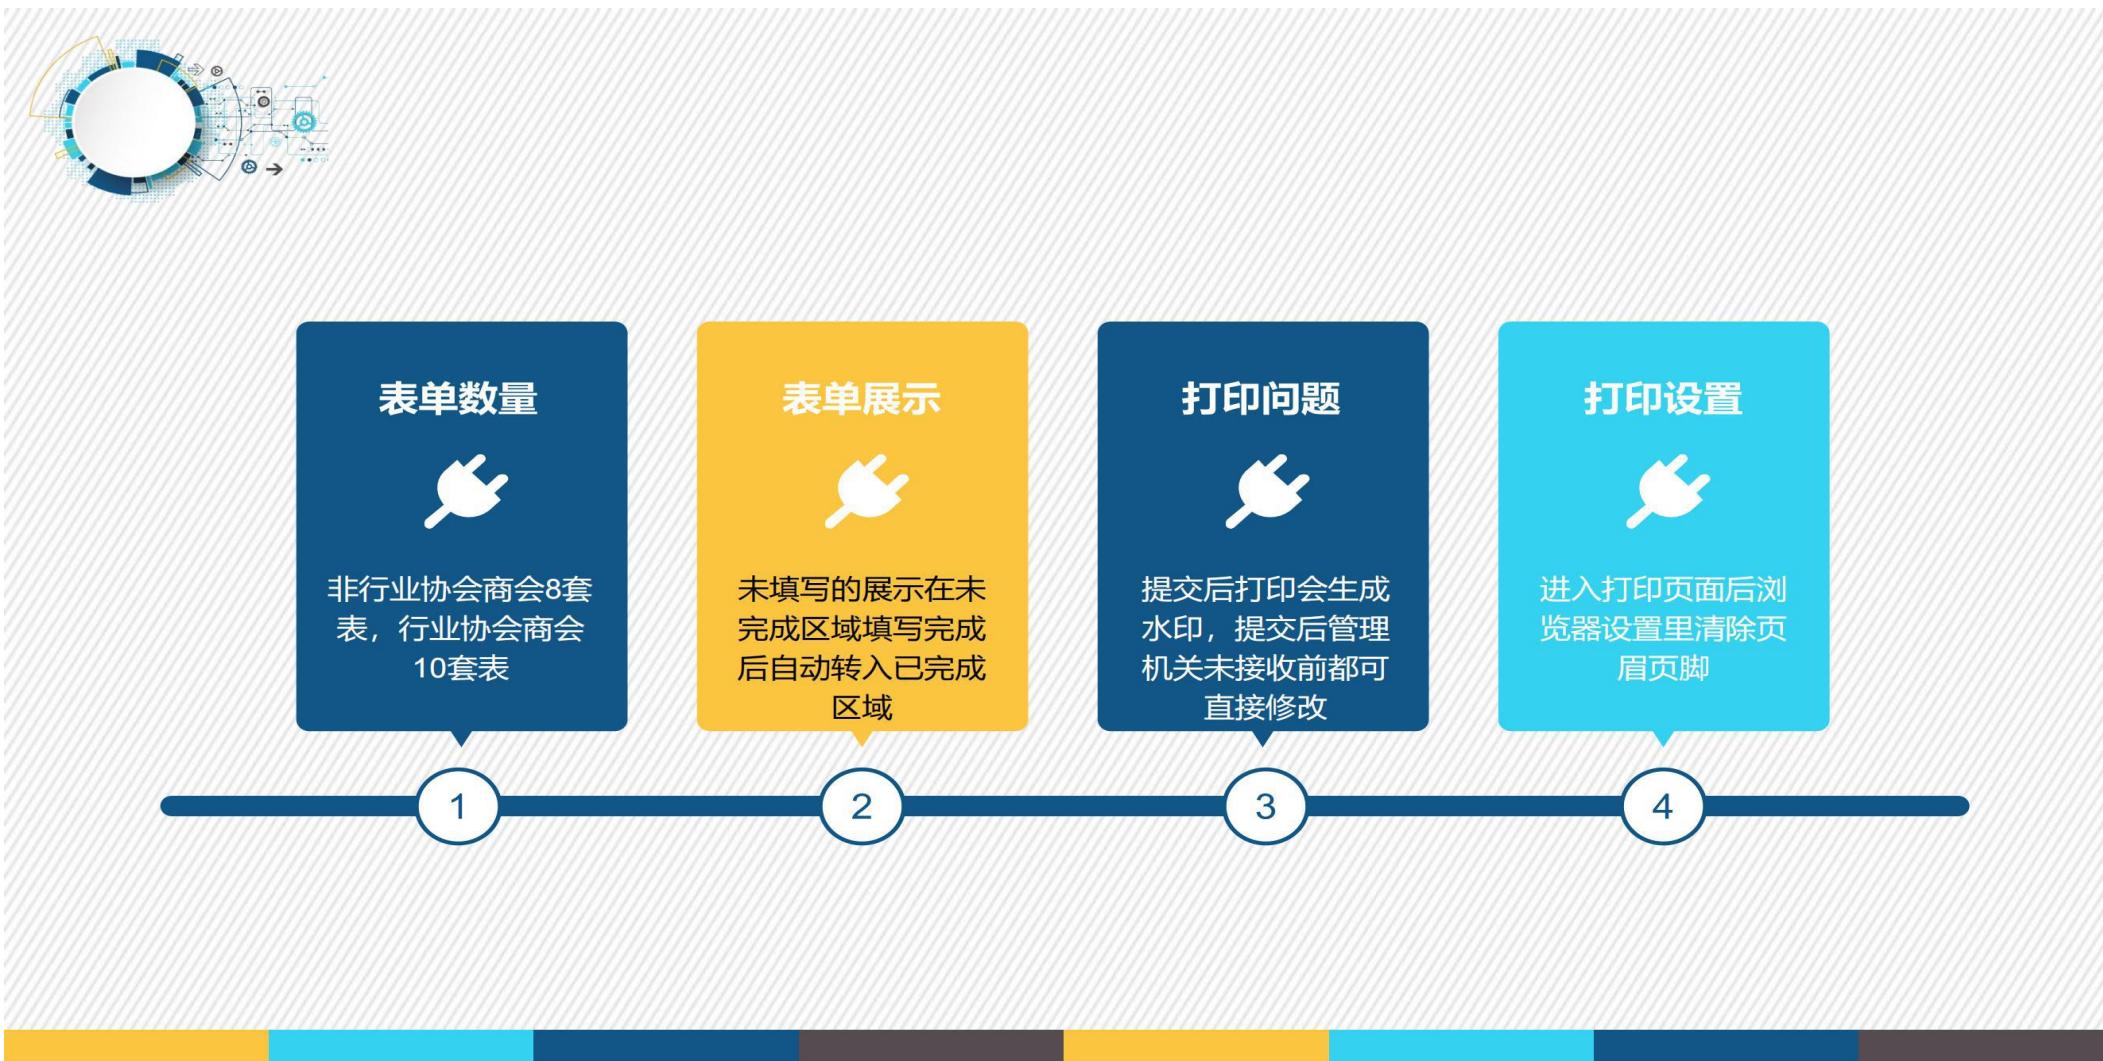 表单数量
非行业协会商会8套
表，行业协会商会
10套表
1
表单展示
未填写的展示在未
完成区域填写完成
后自动转入已完成
区域
2
打印问题
提交后打印会生成
水印，提交后管理
机关未接收前都可
直接修改
3
打印设置
进入打印页面后浏
览器设置里清除页
眉页脚
4